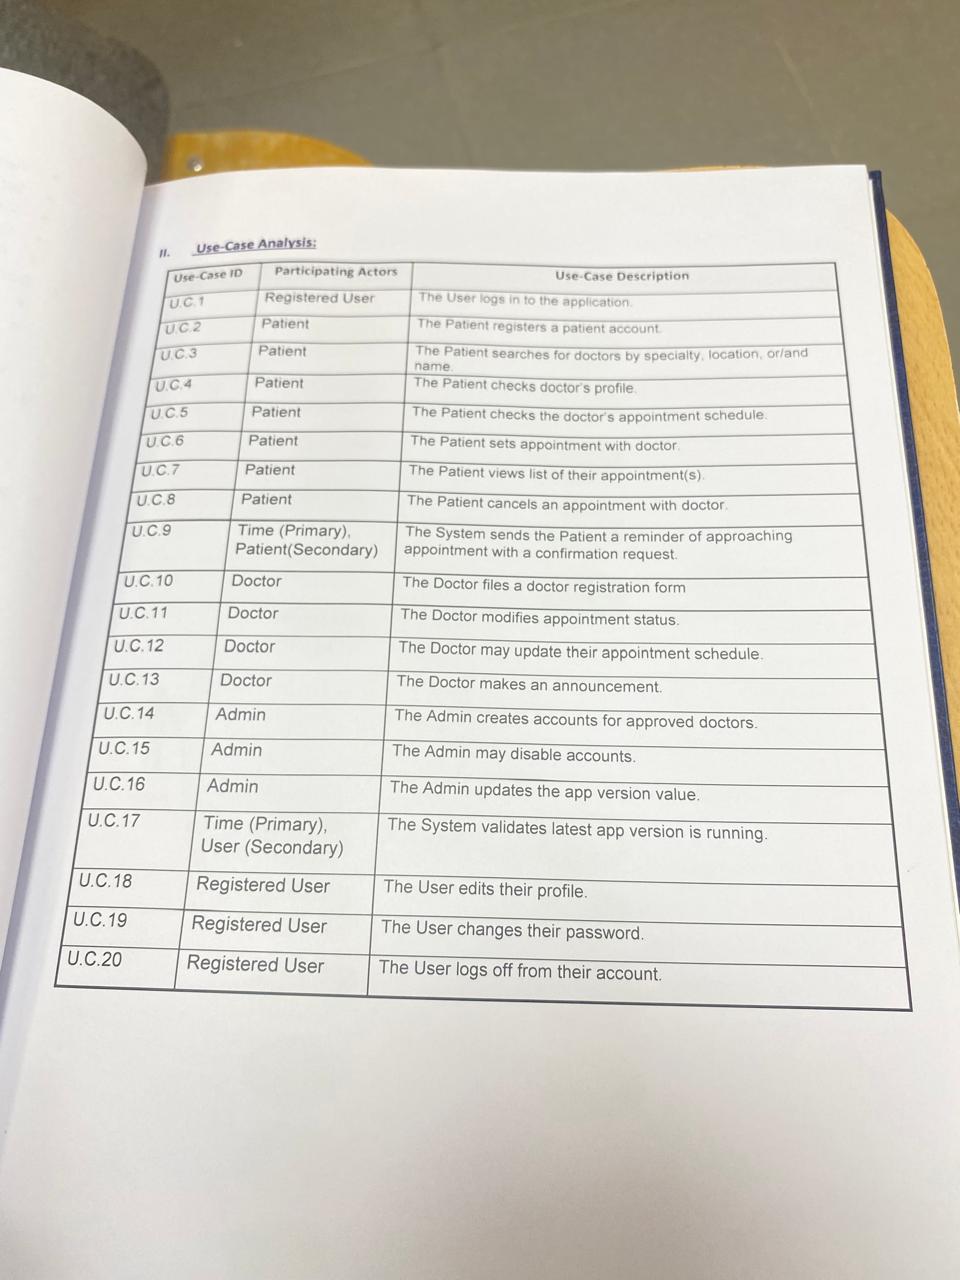 II. Use-Case Analysis:
Use-Case ID Participating Actors Use-Case Description
U.C.1 Registered User The User logs in to the application.
U.C.2 Patient The Patient registers a patient account.
U.C.3 Patient The Patient searches for doctors by specialty, location, or/and
name.
U.C.4 Patient The Patient checks doctor's profile.
U.C.5 Patient The Patient checks the doctor's appointment schedule.
U.C.6 Patient The Patient sets appointment with doctor.
U.C.7 Patient The Patient views list of their appointment(s).
U.C.8 Patient The Patient cancels an appointment with doctor.
U.C.9 Time (Primary), The System sends the Patient a reminder of approaching
Patient(Secondary) appointment with a confirmation request.
U.C.10 Doctor The Doctor files a doctor registration form
U.C.11 Doctor The Doctor modifies appointment status.
U.C.12 Doctor The Doctor may update their appointment schedule.
U.C.13 Doctor The Doctor makes an announcement.
U.C.14 Admin The Admin creates accounts for approved doctors.
U.C.15 Admin The Admin may disable accounts.
U.C.16 Admin The Admin updates the app version value.
U.C.17 Time (Primary), The System validates latest app version is running.
User (Secondary)
U.C.18 Registered User The User edits their profile.
U.C.19 Registered User The User changes their password.
U.C.20 Registered User The User logs off from their account.